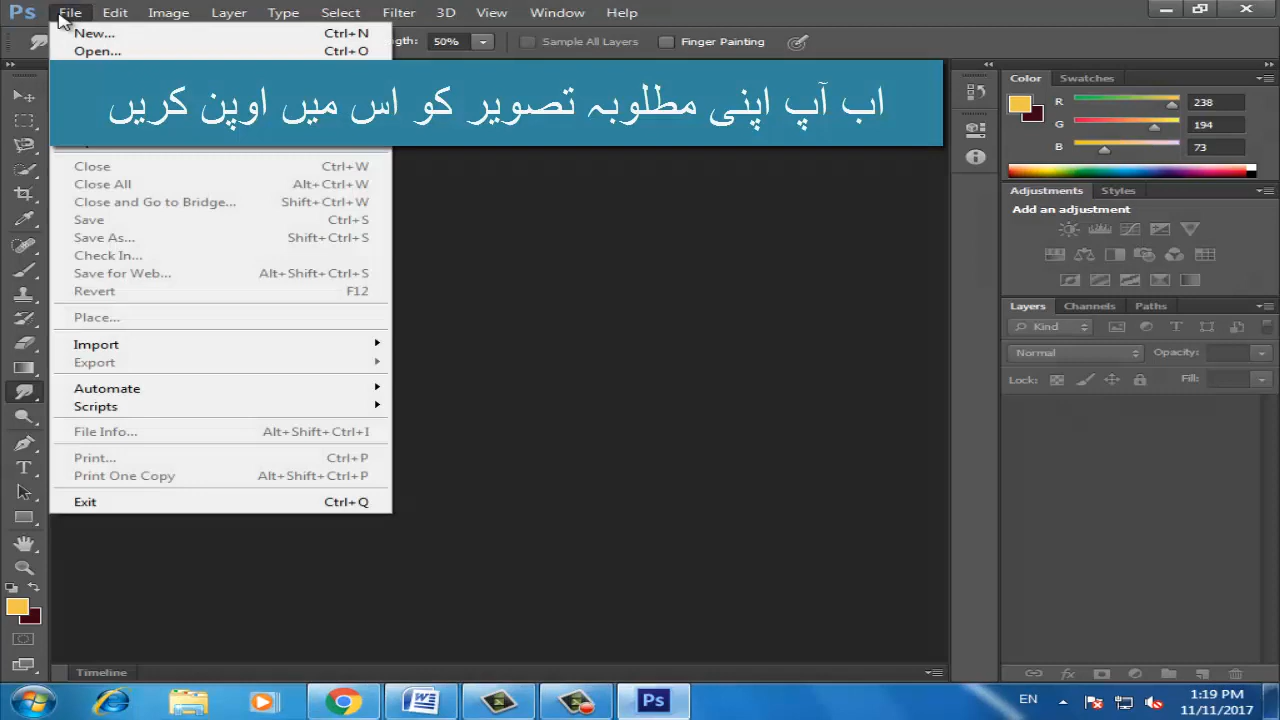 Ps File Edit Image Layer Type Select Filter 3D View Window Help
New... Ctrl+N
Open... Ctrl+O
50% Sample All Layers Finger Painting
اب آپ اپنی مطلوبہ تصویر کو اس میں اوپن کریں
Close Ctrl+W
Close All Alt+Ctrl+W
Close and Go to Bridge... Shift+Ctrl+W
Save Ctrl+S
Save As... Shift+Ctrl+S
Check In...
Save for Web... Alt+Shift+Ctrl+S
Revert F12
Place...
Import
Export
Automate
Scripts
File Info... Alt+Shift+Ctrl+I
Print... Ctrl+P
Print One Copy Alt+Shift+Ctrl+P
Exit Ctrl+Q
Color Swatches
R 238
G 194
B 73
Adjustments Styles
Add an adjustment
Layers Channels Paths
Kind
Normal Opacity:
Lock: Fill:
Timeline
Ps EN 1:19 PM
11/11/2017